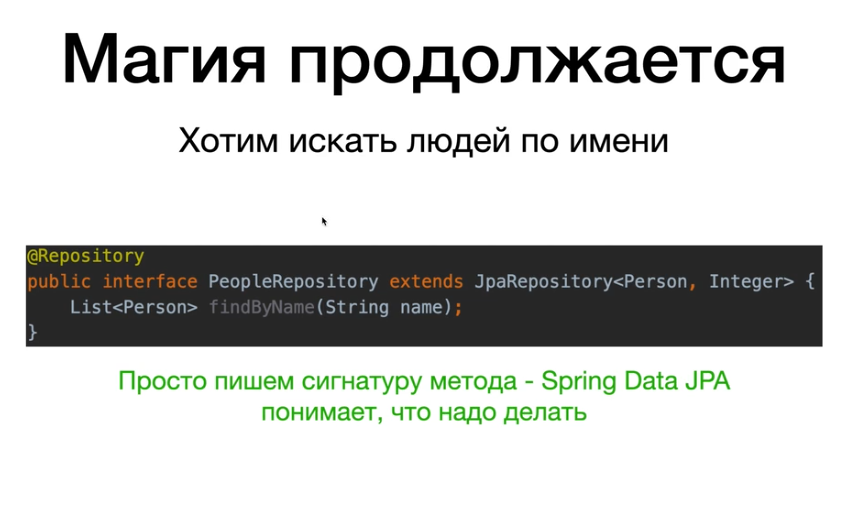 Магия продолжается
Хотим искать людей по имени
@Repository
public interface PeopleRepository extends JpaRepository<Person, Integer> {
    List<Person> findByName(String name);
}
Просто пишем сигнатуру метода - Spring Data JPA
понимает, что надо делать